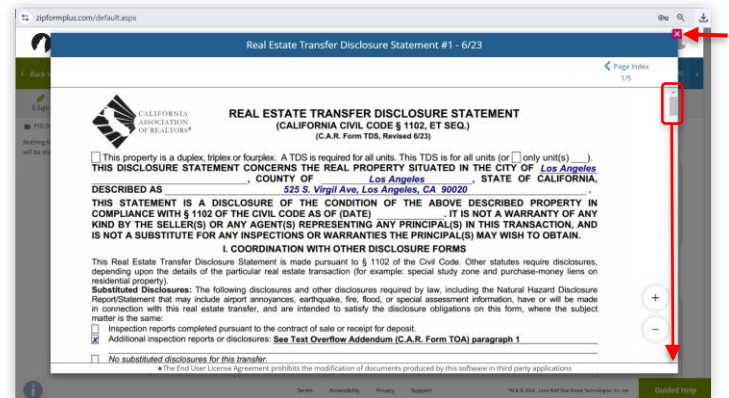 zipformplus.com/default.aspx
Real Estate Transfer Disclosure Statement #1 - 6/23
Back
Page Index
1/5
E-Sign
CALIFORNIA
ASSOCIATION
OF REALTORS®
REAL ESTATE TRANSFER DISCLOSURE STATEMENT
(CALIFORNIA CIVIL CODE § 1102, ET SEQ.)
(C.A.R. Form TDS, Revised 6/23)
This property is a duplex, triplex or fourplex. A TDS is required for all units. This TDS is for all units (or only unit(s) ___).
THIS DISCLOSURE STATEMENT CONCERNS THE REAL PROPERTY SITUATED IN THE CITY OF Los Angeles
, COUNTY OF Los Angeles , STATE OF CALIFORNIA,
DESCRIBED AS 525 S. Virgil Ave, Los Angeles, CA 90020 .
THIS STATEMENT IS A DISCLOSURE OF THE CONDITION OF THE ABOVE DESCRIBED PROPERTY IN
COMPLIANCE WITH § 1102 OF THE CIVIL CODE AS OF (DATE) ____________. IT IS NOT A WARRANTY OF ANY
KIND BY THE SELLER(S) OR ANY AGENT(S) REPRESENTING ANY PRINCIPAL(S) IN THIS TRANSACTION, AND
IS NOT A SUBSTITUTE FOR ANY INSPECTIONS OR WARRANTIES THE PRINCIPAL(S) MAY WISH TO OBTAIN.
I. COORDINATION WITH OTHER DISCLOSURE FORMS
This Real Estate Transfer Disclosure Statement is made pursuant to § 1102 of the Civil Code. Other statutes require disclosures,
depending upon the details of the particular real estate transaction (for example: special study zone and purchase-money liens on
residential property).
Substituted Disclosures: The following disclosures and other disclosures required by law, including the Natural Hazard Disclosure
Report/Statement that may include airport annoyances, earthquake, fire, flood, or special assessment information, have or will be made
in connection with this real estate transfer, and are intended to satisfy the disclosure obligations on this form, where the subject
matter is the same:
Inspection reports completed pursuant to the contract of sale or receipt for deposit.
X Additional inspection reports or disclosures: See Text Overflow Addendum (C.A.R. Form TOA) paragraph 1
No substituted disclosures for this transfer.
★The End User License Agreement prohibits the modification of documents produced by this software in third party applications
Terms Accessibility Privacy Support
Guided Help